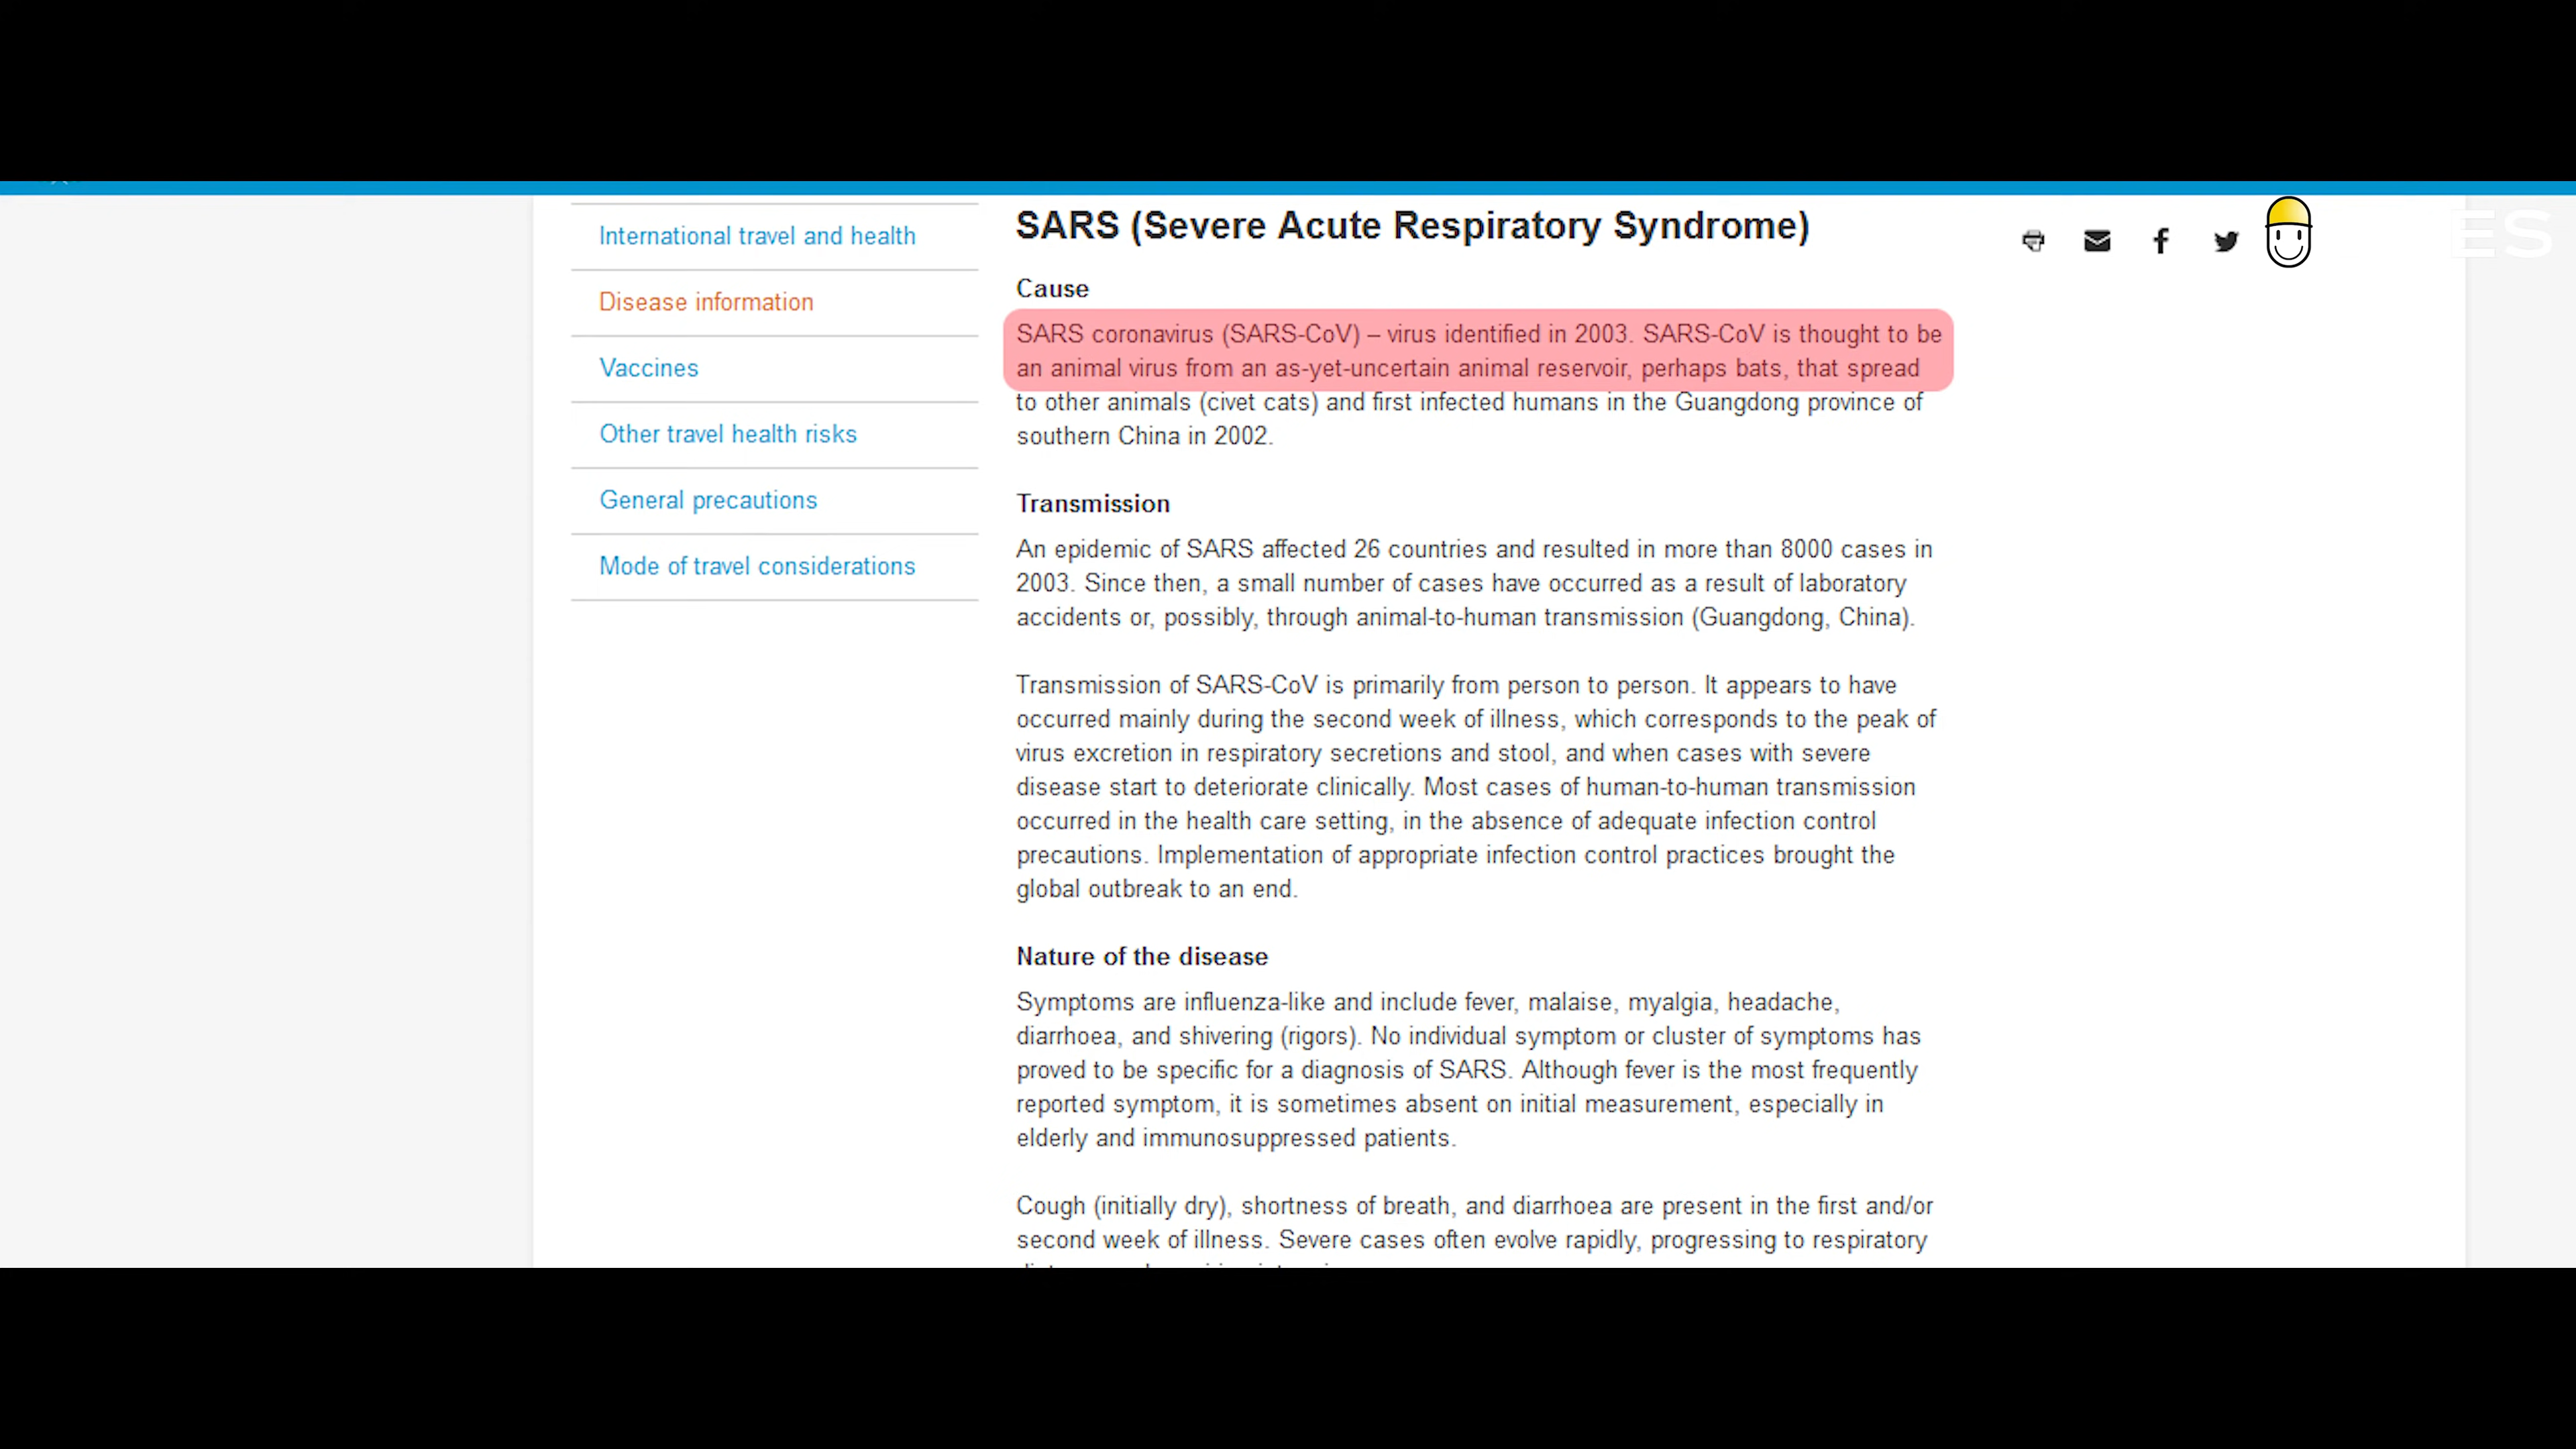 International travel and health
Disease information
Vaccines
Other travel health risks
General precautions
Mode of travel considerations
SARS (Severe Acute Respiratory Syndrome)
ES
Cause
SARS coronavirus (SARS-CoV) – virus identified in 2003. SARS-CoV is thought to be
an animal virus from an as-yet-uncertain animal reservoir, perhaps bats, that spread
to other animals (civet cats) and first infected humans in the Guangdong province of
southern China in 2002.
Transmission
An epidemic of SARS affected 26 countries and resulted in more than 8000 cases in
2003. Since then, a small number of cases have occurred as a result of laboratory
accidents or, possibly, through animal-to-human transmission (Guangdong, China).
Transmission of SARS-CoV is primarily from person to person. It appears to have
occurred mainly during the second week of illness, which corresponds to the peak of
virus excretion in respiratory secretions and stool, and when cases with severe
disease start to deteriorate clinically. Most cases of human-to-human transmission
occurred in the health care setting, in the absence of adequate infection control
precautions. Implementation of appropriate infection control practices brought the
global outbreak to an end.
Nature of the disease
Symptoms are influenza-like and include fever, malaise, myalgia, headache,
diarrhoea, and shivering (rigors). No individual symptom or cluster of symptoms has
proved to be specific for a diagnosis of SARS. Although fever is the most frequently
reported symptom, it is sometimes absent on initial measurement, especially in
elderly and immunosuppressed patients.
Cough (initially dry), shortness of breath, and diarrhoea are present in the first and/or
second week of illness. Severe cases often evolve rapidly, progressing to respiratory